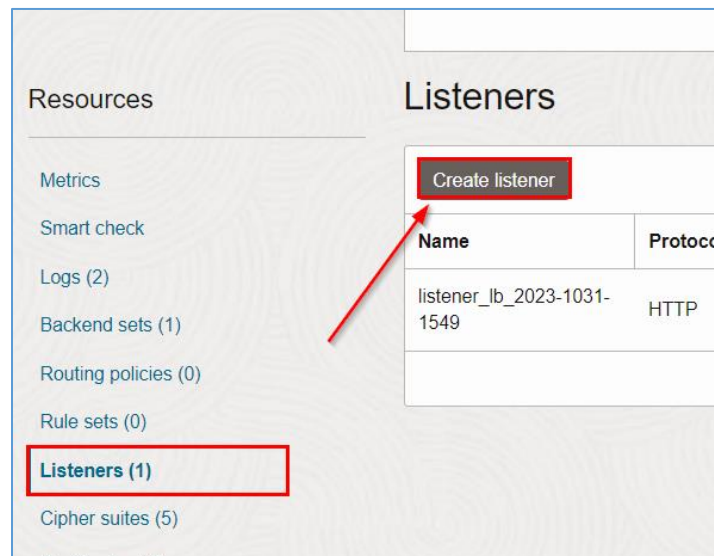 Resources
Metrics
Smart check
Logs (2)
Backend sets (1)
Routing policies (0)
Rule sets (0)
Listeners (1)
Cipher suites (5)
Listeners
Create listener
Name
listener_lb_2023-1031-
1549 HTTP